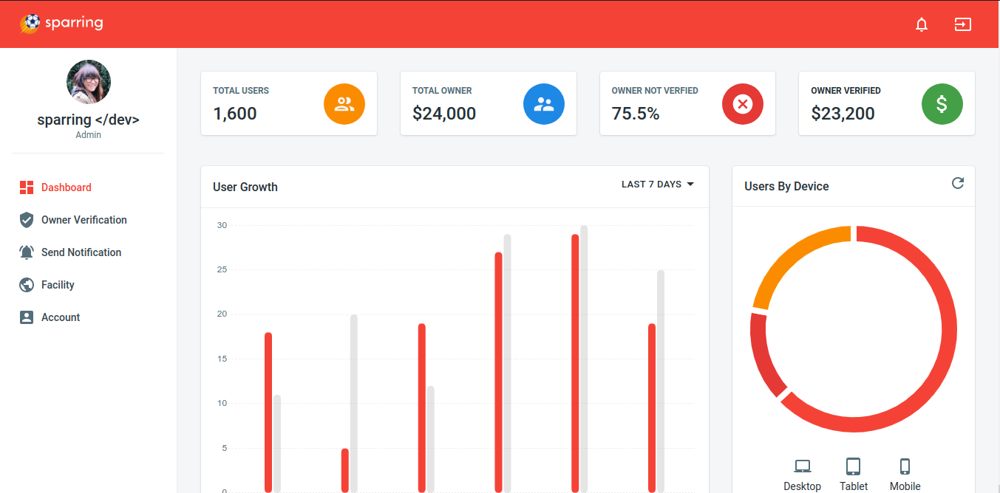 sparring
sparring </dev>
Admin
Dashboard
Owner Verification
Send Notification
Facility
Account
TOTAL USERS
1,600
TOTAL OWNER
$24,000
OWNER NOT VERFIED
75.5%
OWNER VERIFIED
$23,200
User Growth
LAST 7 DAYS
30
25
20
15
10
5
0
Users By Device
Desktop
Tablet
Mobile